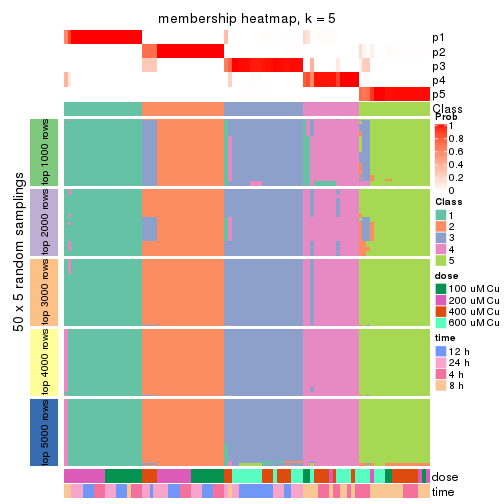 membership heatmap, k = 5
p1
p2
p3
p4
p5
Class
50 x 5 random samplings
top 1000 rows
top 2000 rows
top 3000 rows
top 4000 rows
top 5000 rows
dose
time
Prob
1
0.8
0.6
0.4
0.2
0
Class
1
2
3
4
5
dose
100 uM Cu
200 uM Cu
400 uM Cu
600 uM Cu
time
12 h
24 h
4 h
8 h